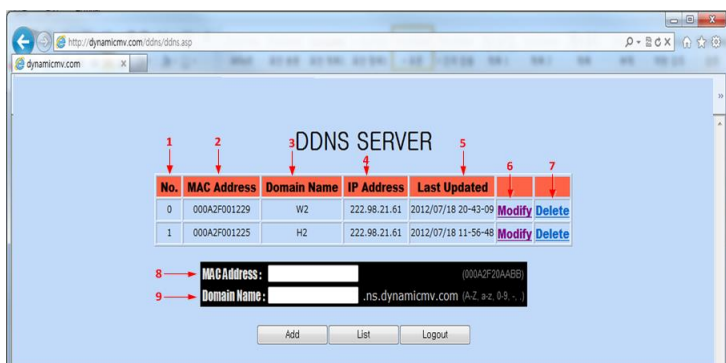 http://dynamicmv.com/ddns/ddns.asp
dynamicmv.com
DDNS SERVER
1 2 3 4 5 6 7
No. MAC Address Domain Name IP Address Last Updated
0 000A2F001229 W2 222.98.21.61 2012/07/18 20-43-09 Modify Delete
1 000A2F001225 H2 222.98.21.61 2012/07/18 11-56-48 Modify Delete
8 MAC Address : (000A2F20AABB)
9 Domain Name : .ns.dynamicmv.com (A-Z, a-z, 0-9, -, .)
Add List Logout